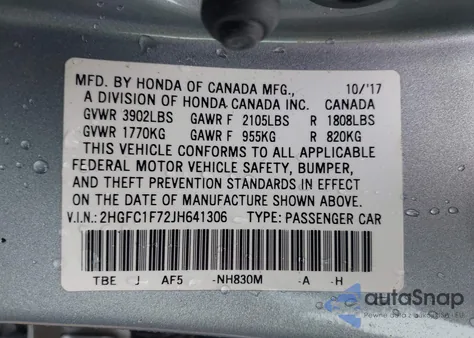 MFD. BY HONDA OF CANADA MFG., 10/'17
A DIVISION OF HONDA CANADA INC. CANADA
GVWR 3902LBS GAWR F 2105LBS R 1808LBS
GVWR 1770KG GAWR F 955KG R 820KG
THIS VEHICLE CONFORMS TO ALL APPLICABLE
FEDERAL MOTOR VEHICLE SAFETY, BUMPER,
AND THEFT PREVENTION STANDARDS IN EFFECT
ON THE DATE OF MANUFACTURE SHOWN ABOVE.
V.I.N.: 2HGFC1F72JH641306 TYPE: PASSENGER CAR
TBE J AF5 -NH830M -A -H
autoSnap